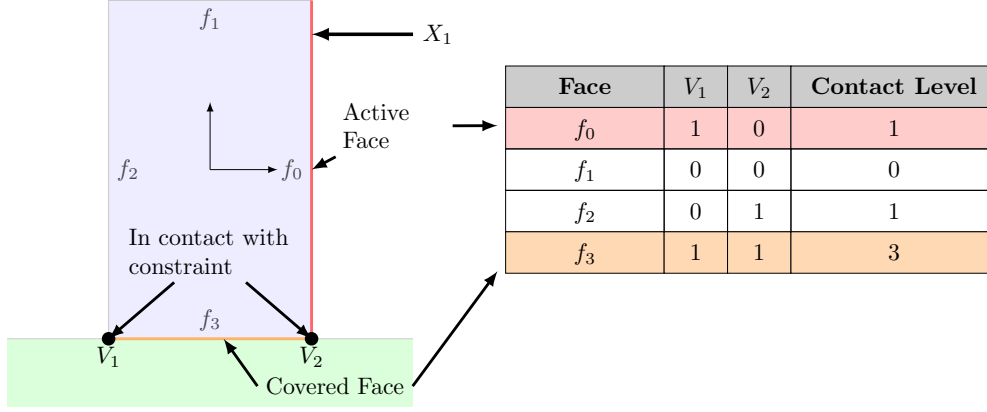 f₁
X₁
Active
Face
f₂
f₀
In contact with
constraint
f₃
V₁
V₂
Covered Face
Face V₁ V₂ Contact Level
f₀ 1 0 1
f₁ 0 0 0
f₂ 0 1 1
f₃ 1 1 3